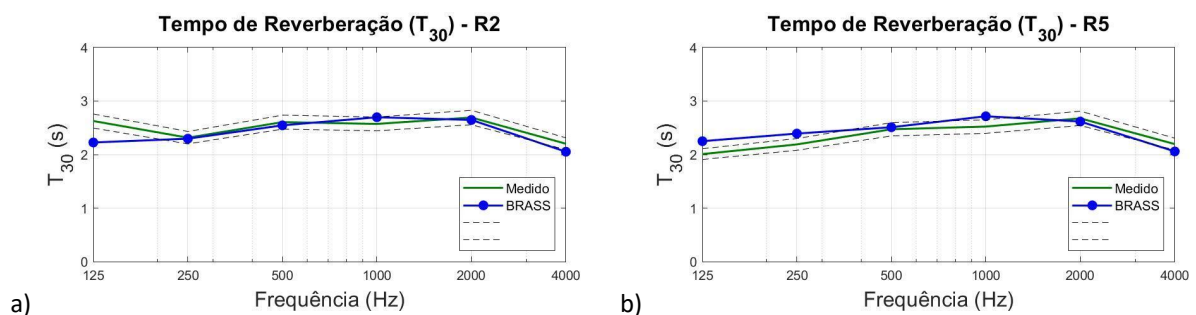 Tempo de Reverberação (T30) - R2
4
3
2
1
0
T30 (s)
Medido
BRASS
125 250 500 1000 2000 4000
Frequência (Hz)
a)
Tempo de Reverberação (T30) - R5
4
3
2
1
0
T30 (s)
Medido
BRASS
125 250 500 1000 2000 4000
Frequência (Hz)
b)